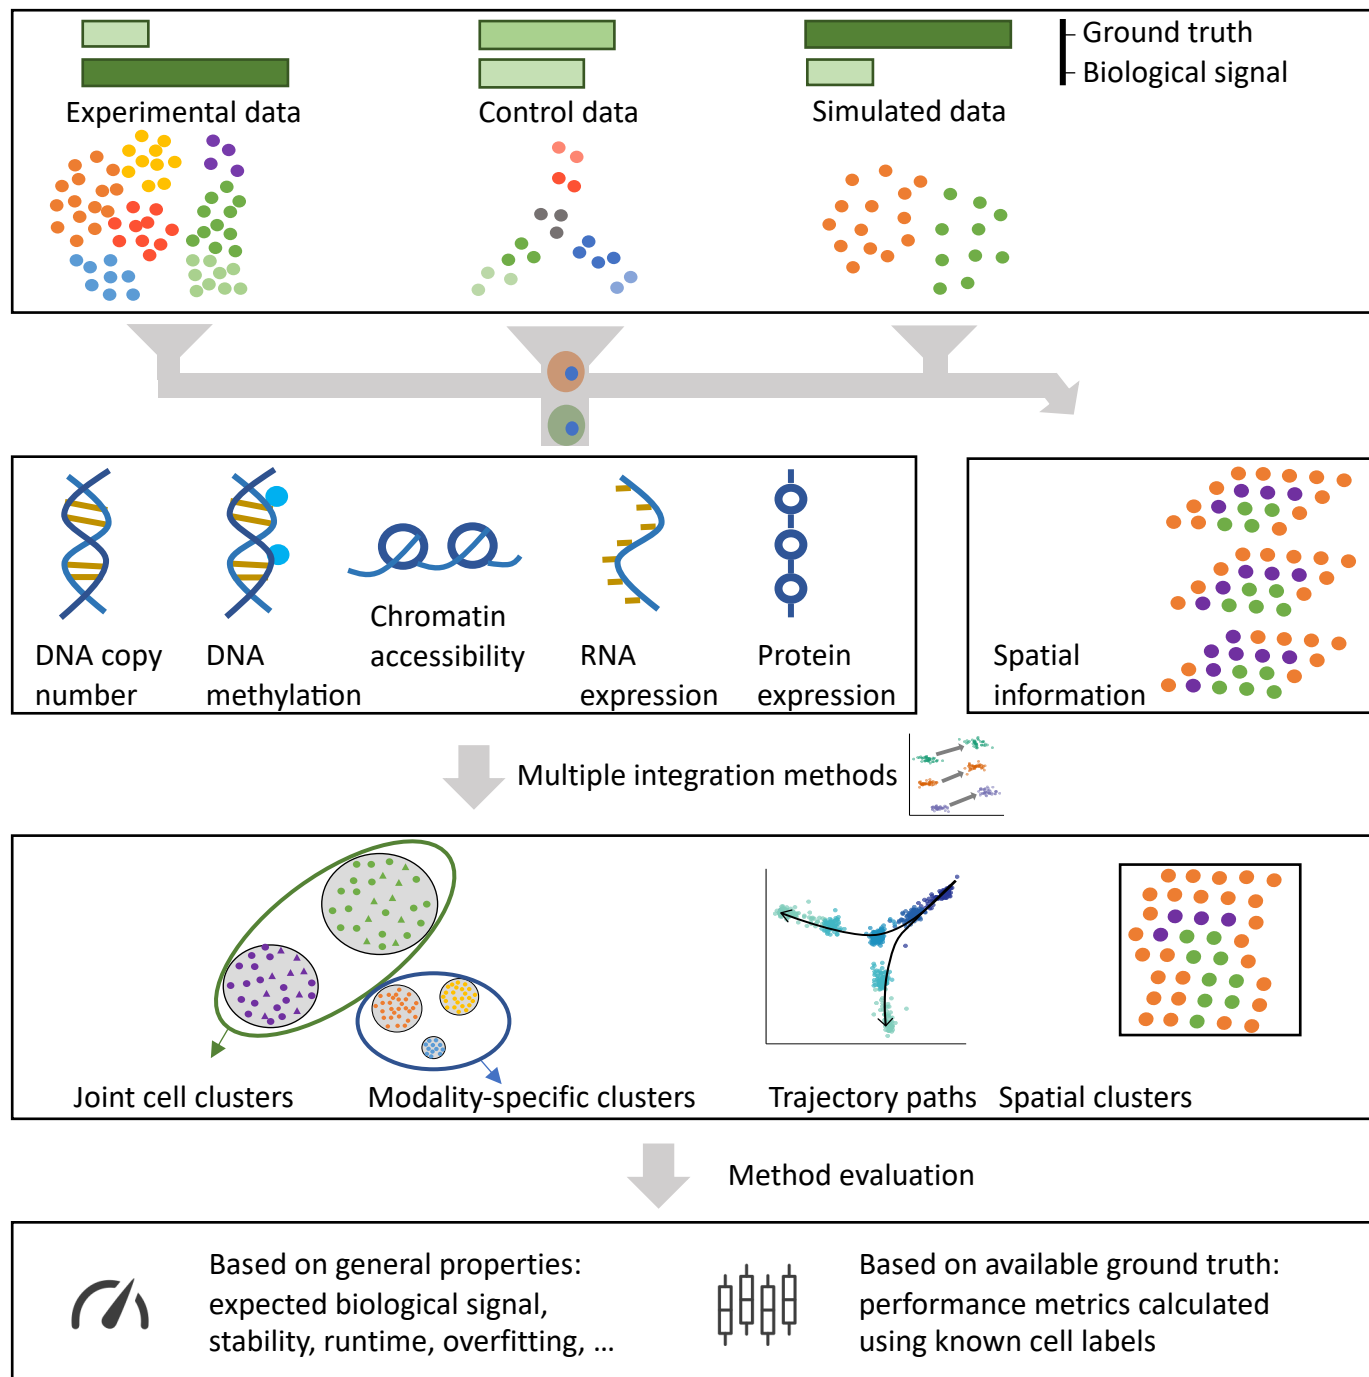 Ground truth
Biological signal
Experimental data
Control data
Simulated data
DNA copy
number
DNA
methylation
Chromatin
accessibility
RNA
expression
Protein
expression
Spatial
information
Multiple integration methods
Joint cell clusters
Modality-specific clusters
Trajectory paths
Spatial clusters
Method evaluation
Based on general properties:
expected biological signal,
stability, runtime, overfitting, ...
Based on available ground truth:
performance metrics calculated
using known cell labels